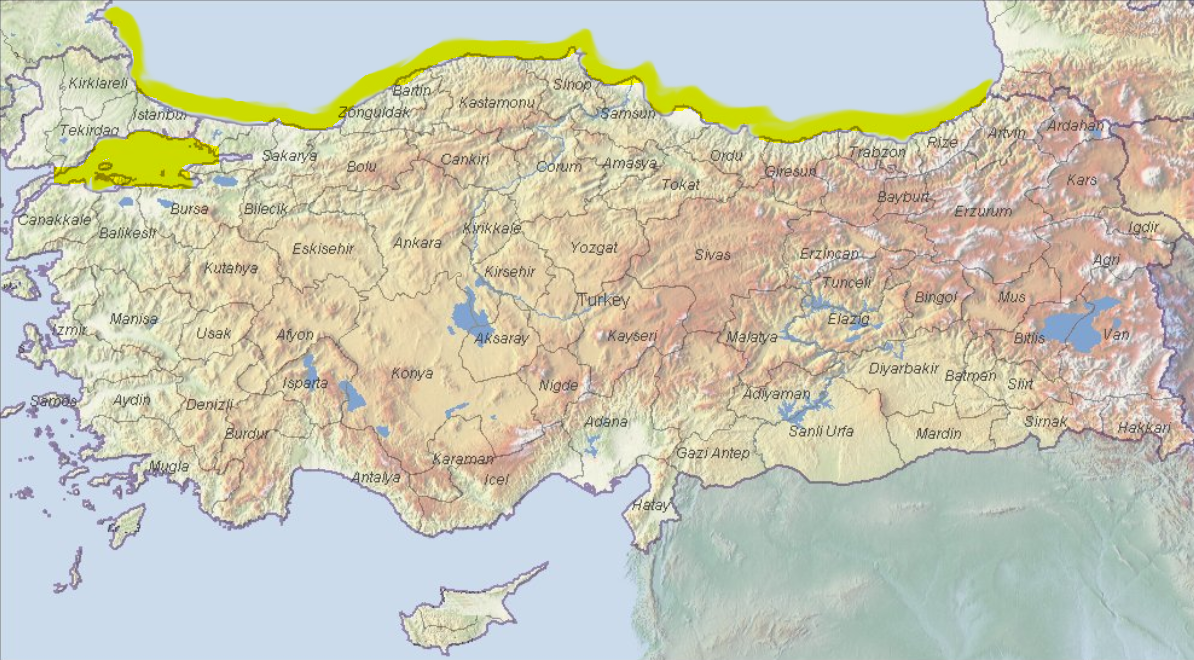 Kirklareli
Bartin
Sinop
Kastamonu
Istanbul
Zonguldak
Samsun
Tekirdag
Artvin
Ardahan
Rize
Sakarya
Bolu
Cankiri
Corum
Amasya
Ordu
Trabzon
Giresun
Tokat
Kars
Bayburt
Canakkale
Bursa
Bilecik
Erzurum
Balikesir
Kirikkale
Igdir
Eskisehir
Ankara
Yozgat
Sivas
Erzincan
Agri
Kutahya
Kirsehir
Tunceli
Turkey
Bingol
Mus
Manisa
Elazig
Izmir
Usak
Afyon
Aksaray
Kayseri
Malatya
Bitlis
Van
Konya
Diyarbakir
Isparta
Nigde
Batman
Siirt
Samos
Aydin
Denizli
Adiyaman
Adana
Sirnak
Burdur
Sanli Urfa
Mardin
Hakkari
Gazi Antep
Mugla
Karaman
Antalya
Icel
Hatay